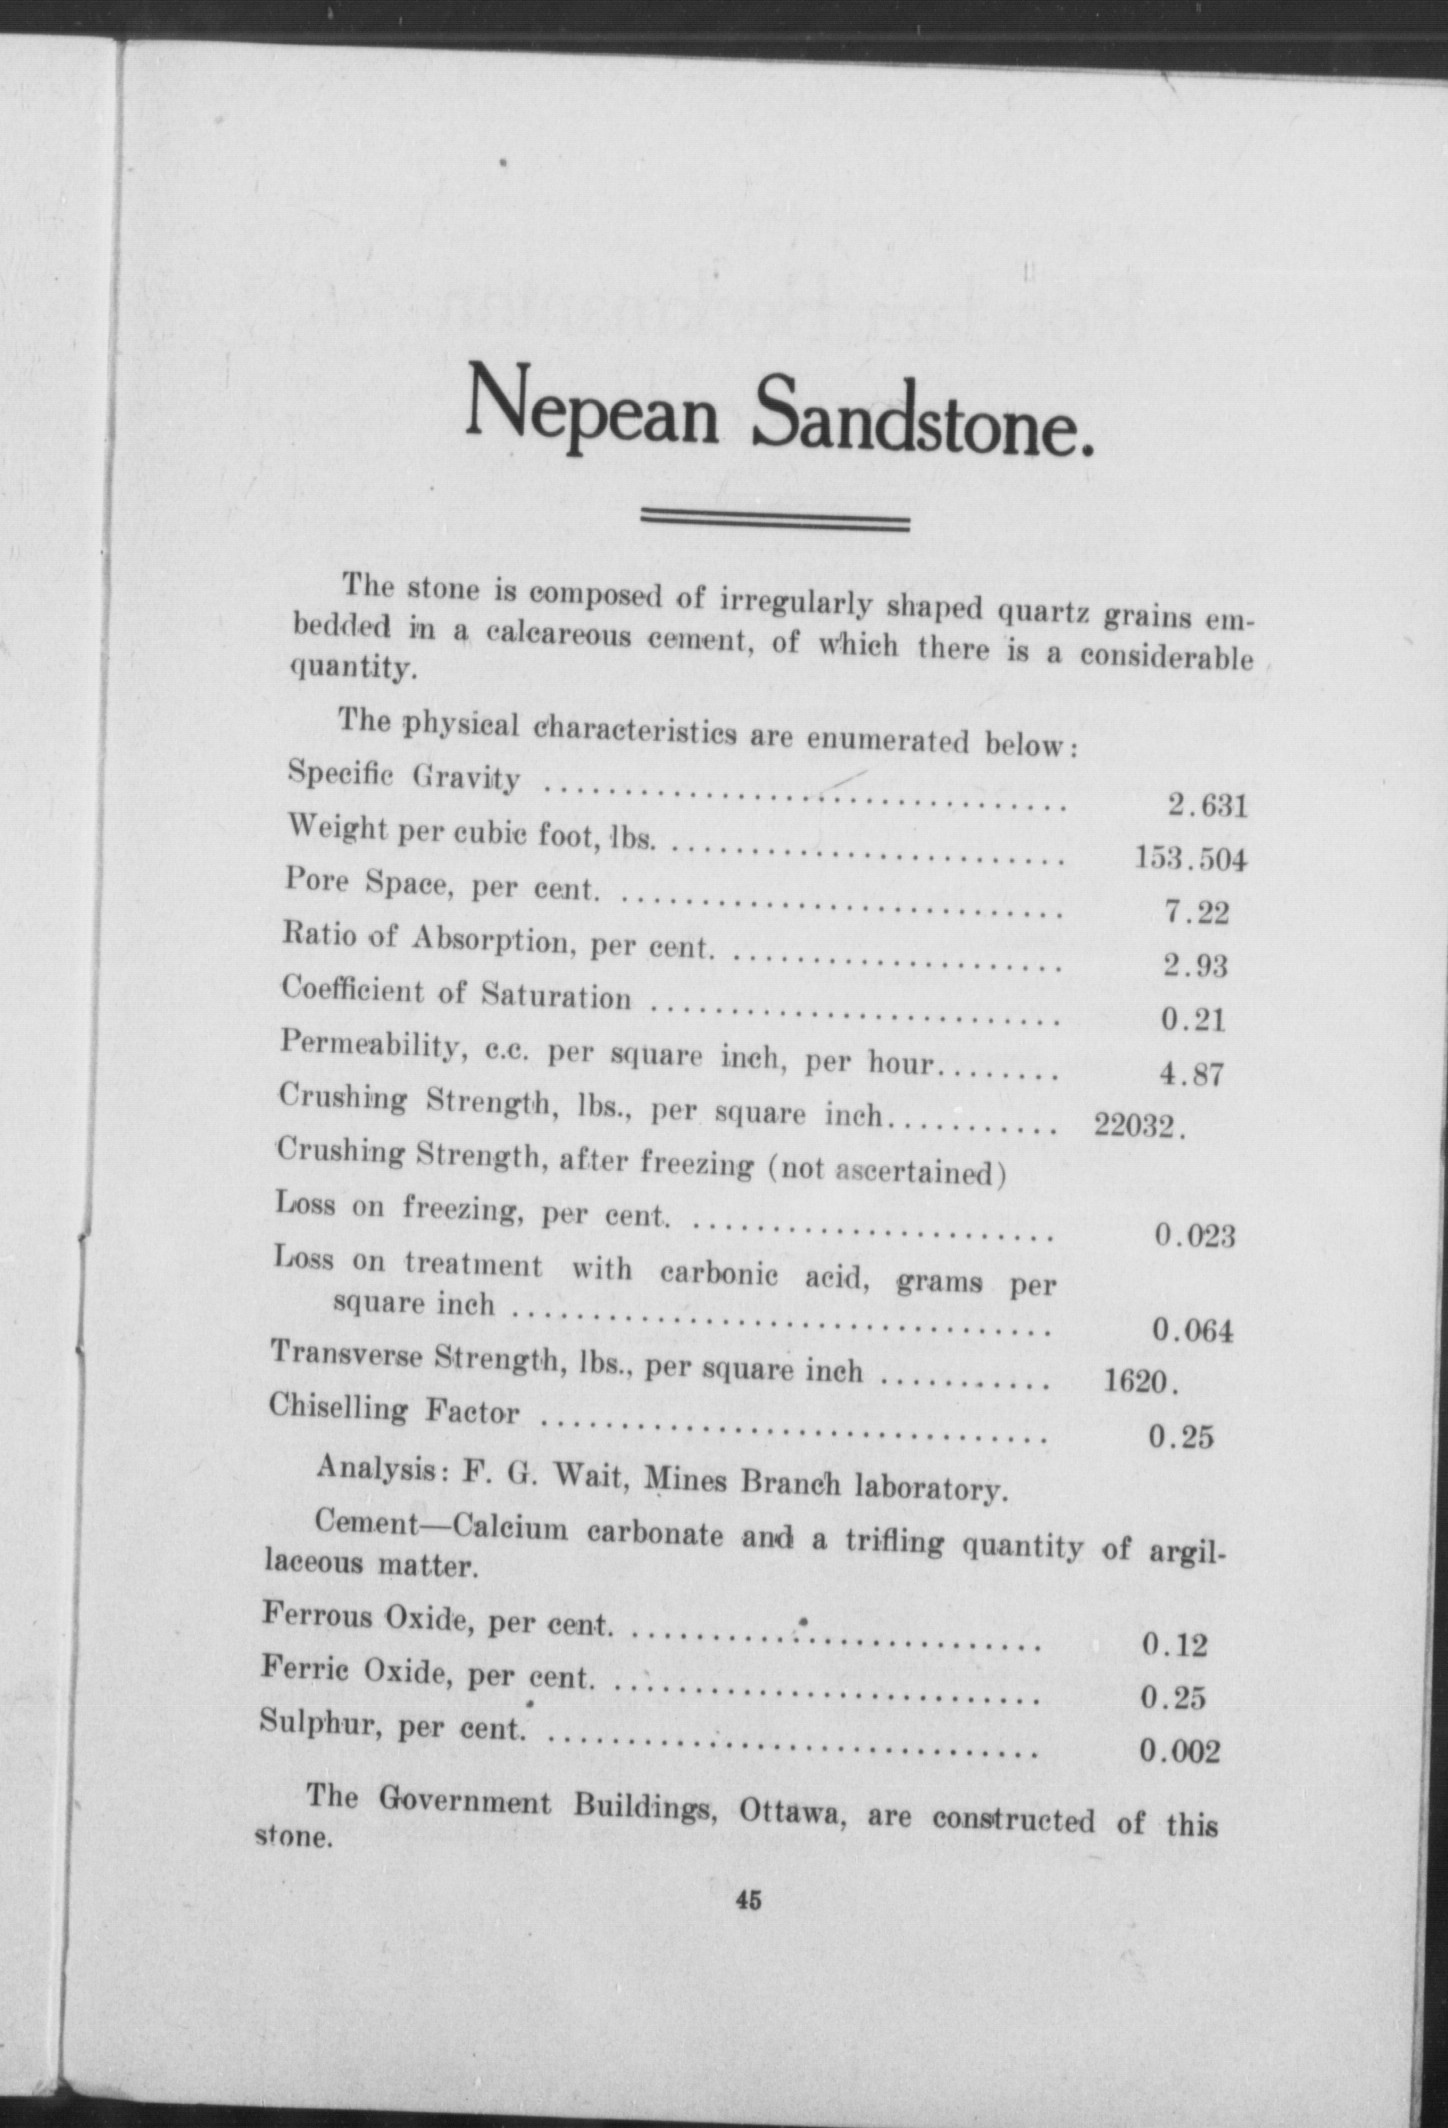 Nepean Sandstone.
The stone is composed of irregularly shaped quartz grains em-
bedded in a calcareous cement, of which there is a considerable
quantity.
The physical characteristics are enumerated below:
Specific Gravity ................................. 2.631
Weight per cubic foot, lbs. ......................... 153.504
Pore Space, per cent. ............................ 7.22
Ratio of Absorption, per cent. ..................... 2.93
Coefficient of Saturation .......................... 0.21
Permeability, c.c. per square inch, per hour........ 4.87
Crushing Strength, lbs., per square inch........... 22032.
Crushing Strength, after freezing (not ascertained)
Loss on freezing, per cent. ....................... 0.023
Loss on treatment with carbonic acid, grams per
square inch .................................. 0.064
Transverse Strength, lbs., per square inch ........... 1620.
Chiselling Factor ................................ 0.25
Analysis: F. G. Wait, Mines Branch laboratory.
Cement—Calcium carbonate and a trifling quantity of argil-
laceous matter.
Ferrous Oxide, per cent. .......................... 0.12
Ferric Oxide, per cent. ........................... 0.25
Sulphur, per cent. ............................... 0.002
The Government Buildings, Ottawa, are constructed of this
stone.
45